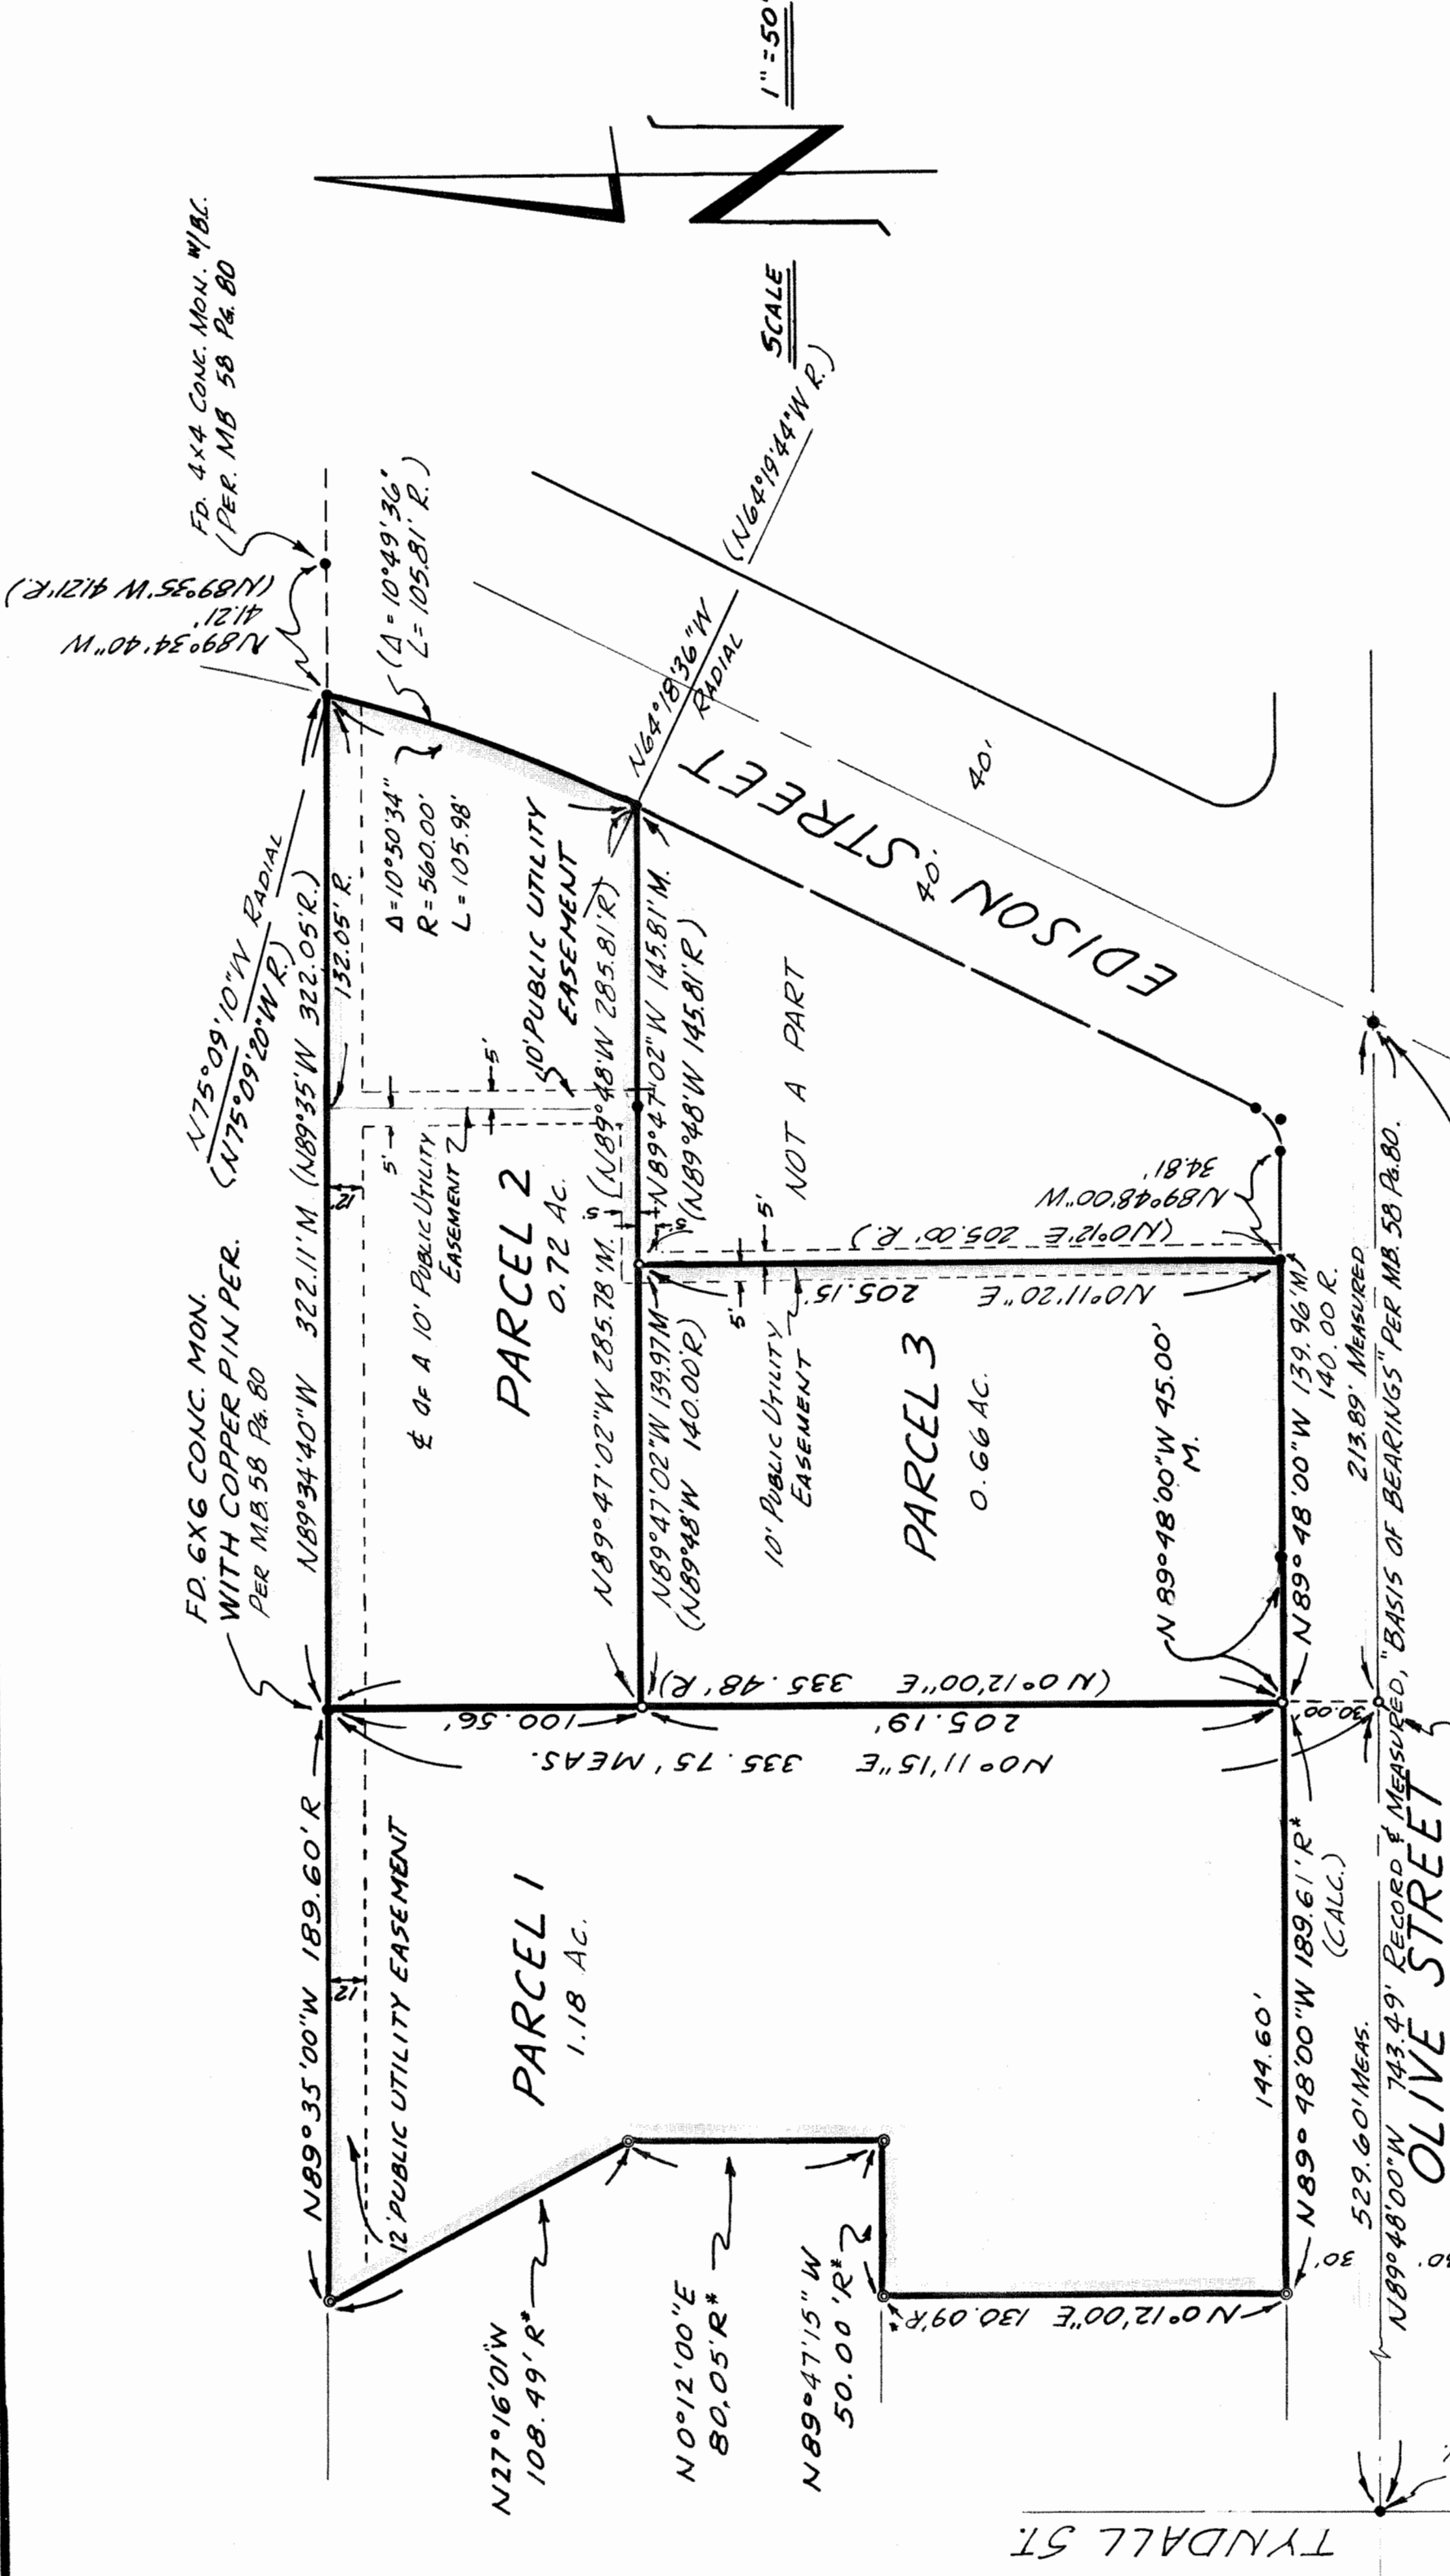 FD. 6X6 CONC. MON.
WITH COPPER PIN PER.
PER M.B. 58 PG. 80
FD. 4x4 CONC. MON. W/B.C.
(PER. MB 58 PG. 80
N89°34'40"W
41.21'
(N89°35'W 41.21'R.)
N75°09'10"W RADIAL
(N75°09'20"W R.)
N89°35'00"W 189.60' R
N89°34'40"W 322.11' M (N89°35'W 322.05'R.)
132.05' R.
12'
12'
12' PUBLIC UTILITY EASEMENT
(Δ = 10°49'36"
L = 105.81' R.)
Δ=10°50'34"
R=560.00'
L=105.98'
5'
5'
℄ OF A 10' PUBLIC UTILITY
EASEMENT
10' PUBLIC UTILITY
EASEMENT
PARCEL 1
1.18 AC.
PARCEL 2
0.72 AC.
N27°16'01"W
108.49' R*
N0°12'00"E
80.05' R*
N89°47'15"W
50.00' R*
N0°12'00"E 130.09'R*
100.56'
N0°11'15"E 335.75' MEAS.
205.19'
(N0°12'00"E 335.48' R)
N89°47'02"W 285.78' M. (N89°48'W 285.81'R)
N89°47'02"W 139.97'M
(N89°48'W 140.00'R)
N89°47'02"W 145.81'M.
(N89°48'W 145.81'R)
5'
5'
N64°18'36"W
RADIAL
(N64°19'44"W R.)
SCALE 1" = 50'
N
10' PUBLIC UTILITY
EASEMENT
5'
5'
PARCEL 3
0.66 AC.
N0°11'20"E 205.15'
(N0°12'E 205.00' R.)
NOT A PART
N89°48'00"W
34.81'
EDISON STREET
40'
40'
N89°48'00"W 45.00'
M.
144.60'
N89°48'00"W 189.61' R*
(CALC.)
N89°48'00"W 139.96'M)
140.00 R.
30.00'
30'
529.60' MEAS.
213.89' MEASURED
N89°48'00"W 743.49' RECORD & MEASURED, "BASIS OF BEARINGS" PER MB. 58 PG. 80.
OLIVE STREET
TYNDALL ST.